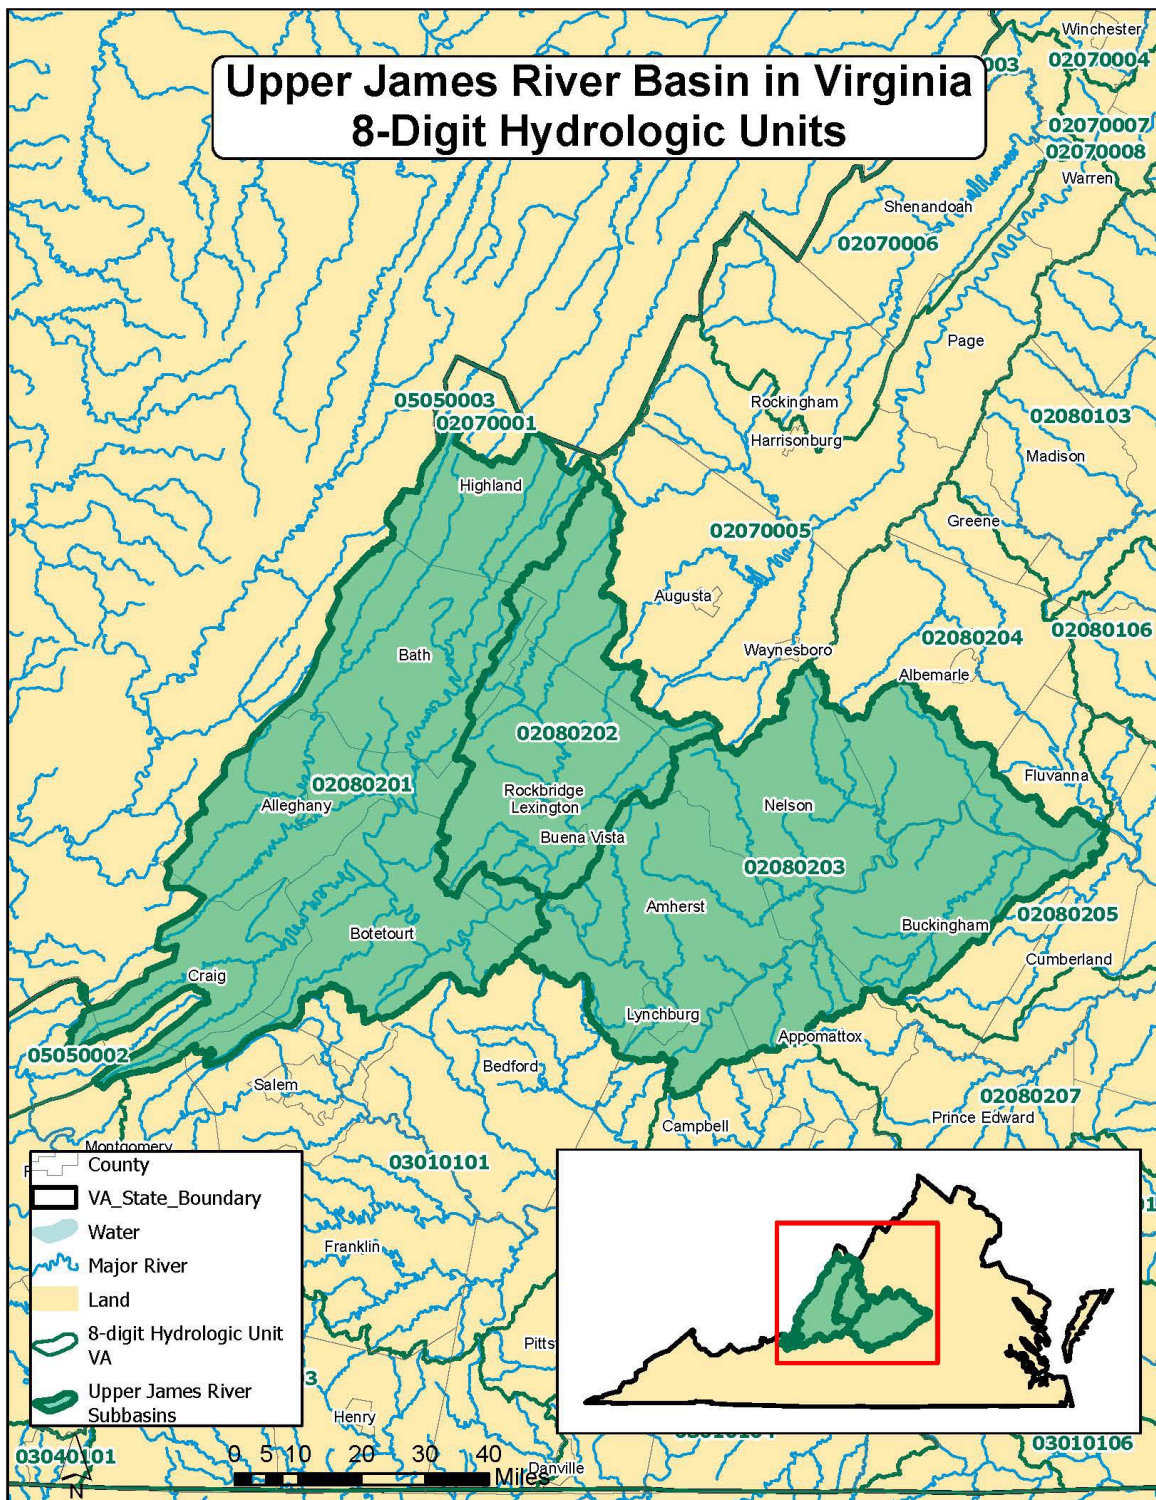 Upper James River Basin in Virginia
8-Digit Hydrologic Units
Winchester
003
02070004
02070007
02070008
Warren
Shenandoah
02070006
Page
05050003
Rockingham
02070001
02080103
Harrisonburg
Madison
Highland
Greene
02070005
Augusta
02080204
02080106
Bath
Waynesboro
Albemarle
02080202
Fluvanna
02080201
Alleghany
Rockbridge
Lexington
Nelson
Buena Vista
02080203
Amherst
02080205
Botetourt
Buckingham
Craig
Cumberland
Lynchburg
Appomattox
05050002
Bedford
Salem
02080207
Prince Edward
Campbell
Montgomery
03010101
Franklin
Henry
03040101
03010106
Danville
County
VA_State_Boundary
Water
Major River
Land
8-digit Hydrologic Unit
VA
Upper James River
Subbasins
0 5 10 20 30 40
Miles
N